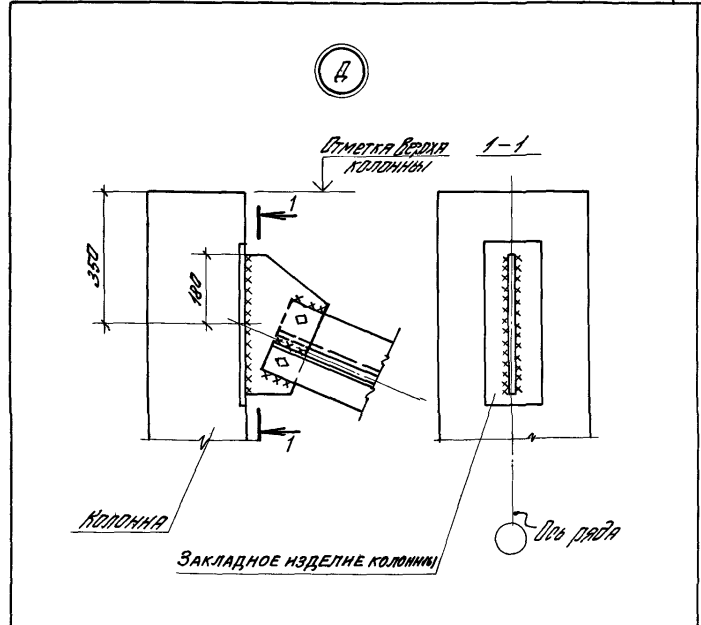 Д
Отметка верха
колонны
1-1
1
350
180
1
Колонна
Ось ряда
Закладное изделие колонны